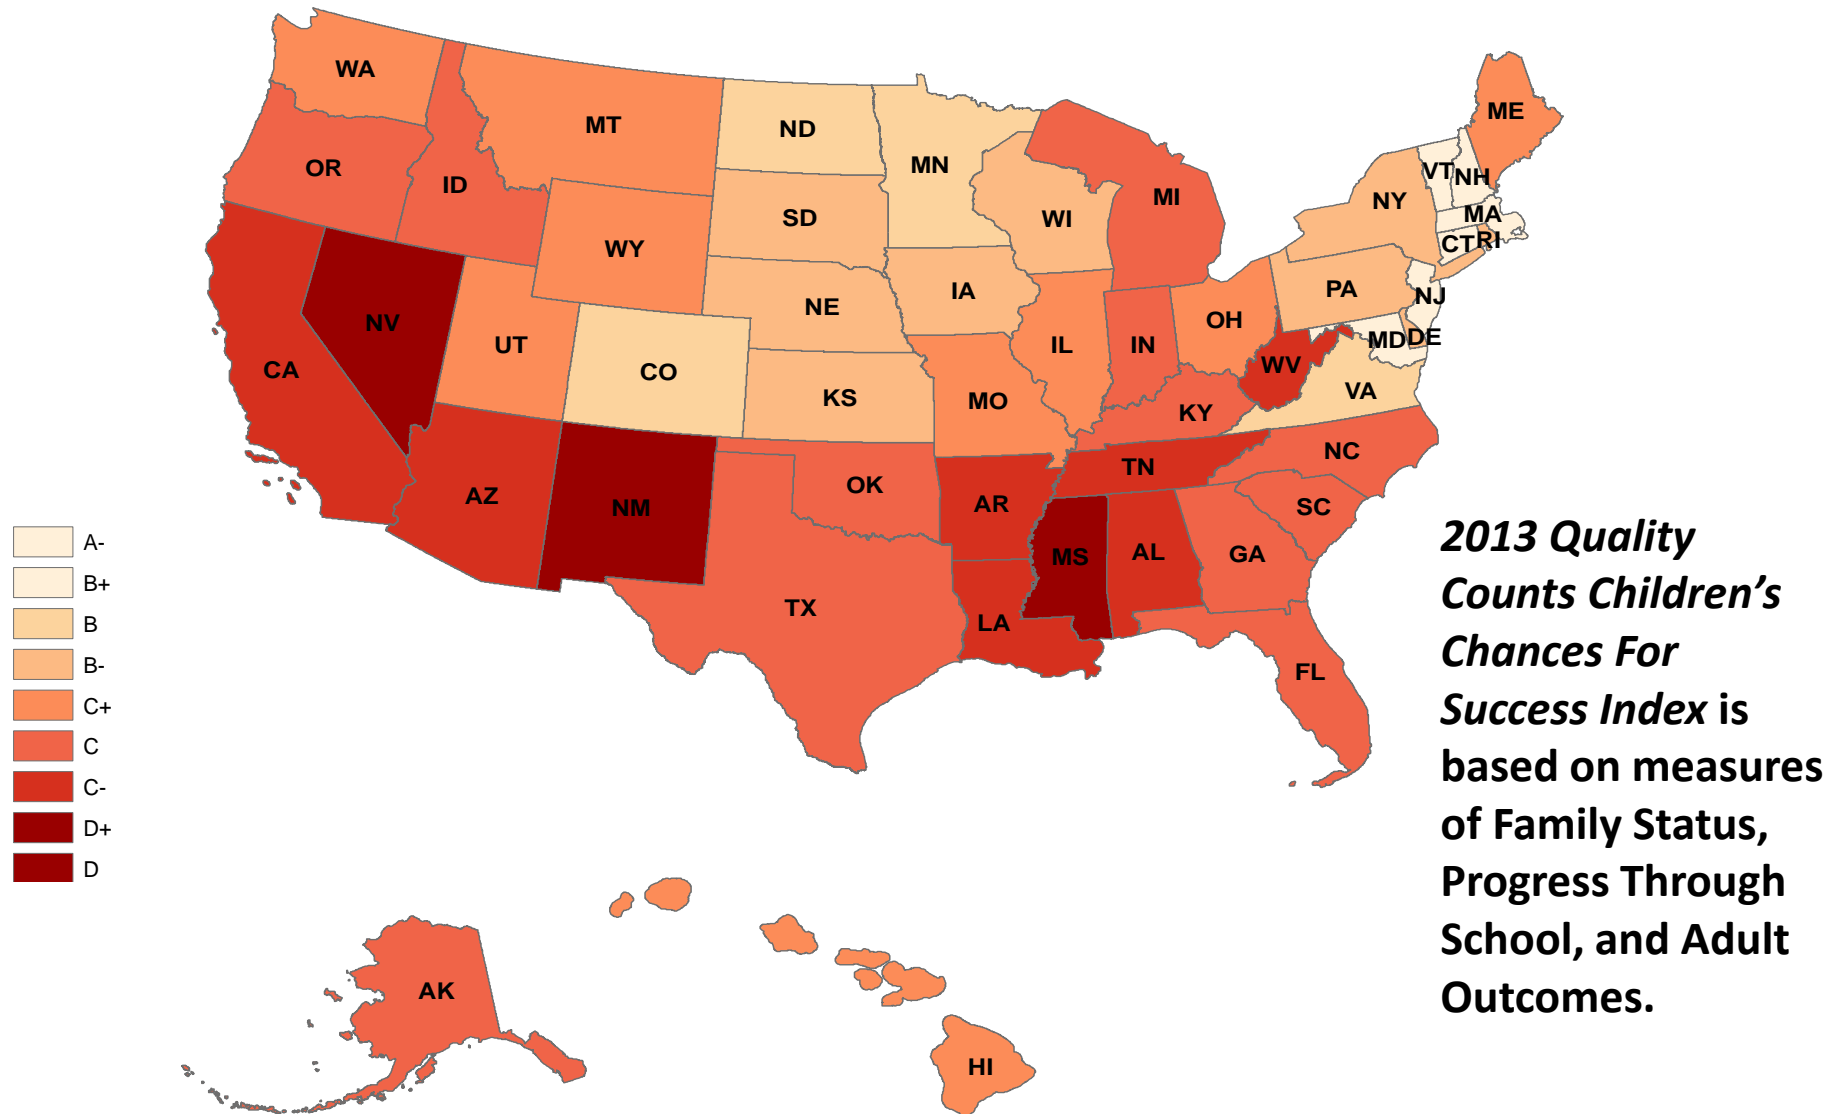 WA
MT
ND
MN
ME
OR
ID
SD
WI
MI
NY
VT
NH
MA
CT
RI
WY
NE
IA
PA
NJ
NV
UT
CO
KS
IL
IN
OH
MD
DE
CA
MO
WV
VA
KY
AZ
NM
OK
AR
TN
NC
SC
TX
LA
MS
AL
GA
FL
A-
B+
B
B-
C+
C
C-
D+
D
2013 Quality
Counts Children’s
Chances For
Success Index is
based on measures
of Family Status,
Progress Through
School, and Adult
Outcomes.
AK
HI